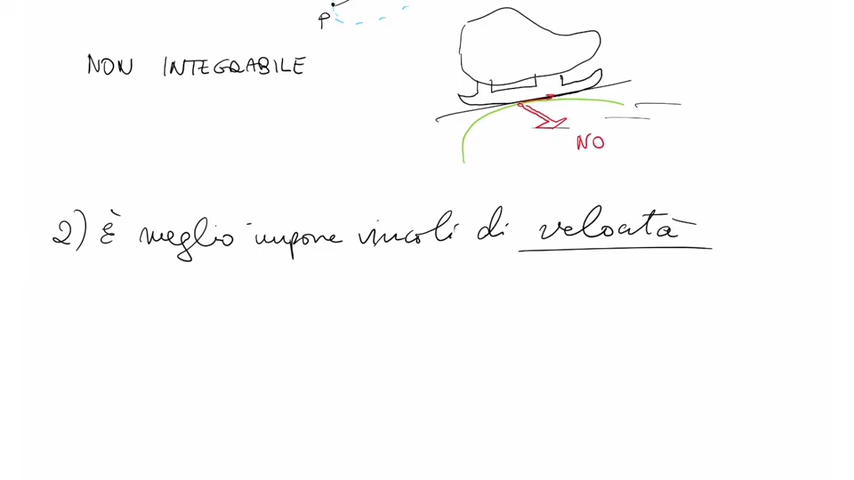 P
NON INTEGRABILE
NO
2) È meglio imporre vincoli di velocità